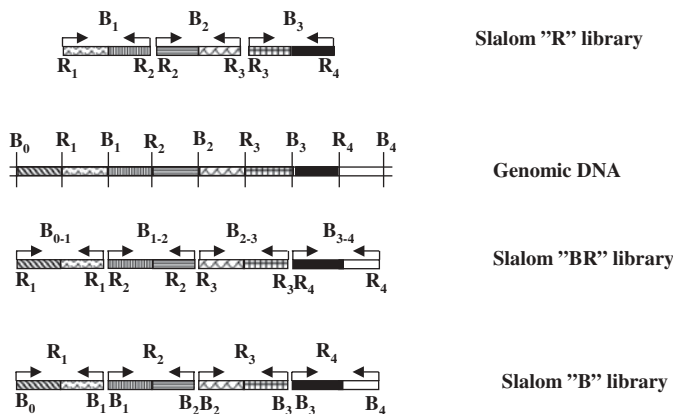 B1 B2 B3
Slalom ”R” library
R1 R2 R2 R3 R3 R4
B0 R1 B1 R2 B2 R3 B3 R4 B4
Genomic DNA
B0-1 B1-2 B2-3 B3-4
Slalom ”BR” library
R1 R1 R2 R2 R3 R3 R4 R4
R1 R2 R3 R4
Slalom ”B” library
B0 B1 B1 B2 B2 B3 B3 B4